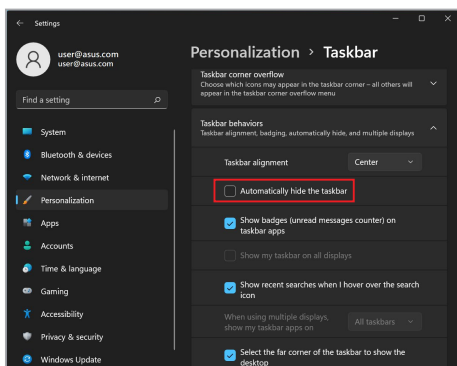 Settings
user@asus.com
user@asus.com
Find a setting
System
Bluetooth & devices
Network & internet
Personalization
Apps
Accounts
Time & language
Gaming
Accessibility
Privacy & security
Windows Update
Personalization > Taskbar
Taskbar corner overflow
Choose which icons may appear in the taskbar corner – all others will
appear in the taskbar corner overflow menu
Taskbar behaviors
Taskbar alignment, badging, automatically hide, and multiple displays
Taskbar alignment
Center
Automatically hide the taskbar
Show badges (unread messages counter) on
taskbar apps
Show my taskbar on all displays
Show recent searches when I hover over the search
icon
When using multiple displays,
show my taskbar apps on
All taskbars
Select the far corner of the taskbar to show the
desktop